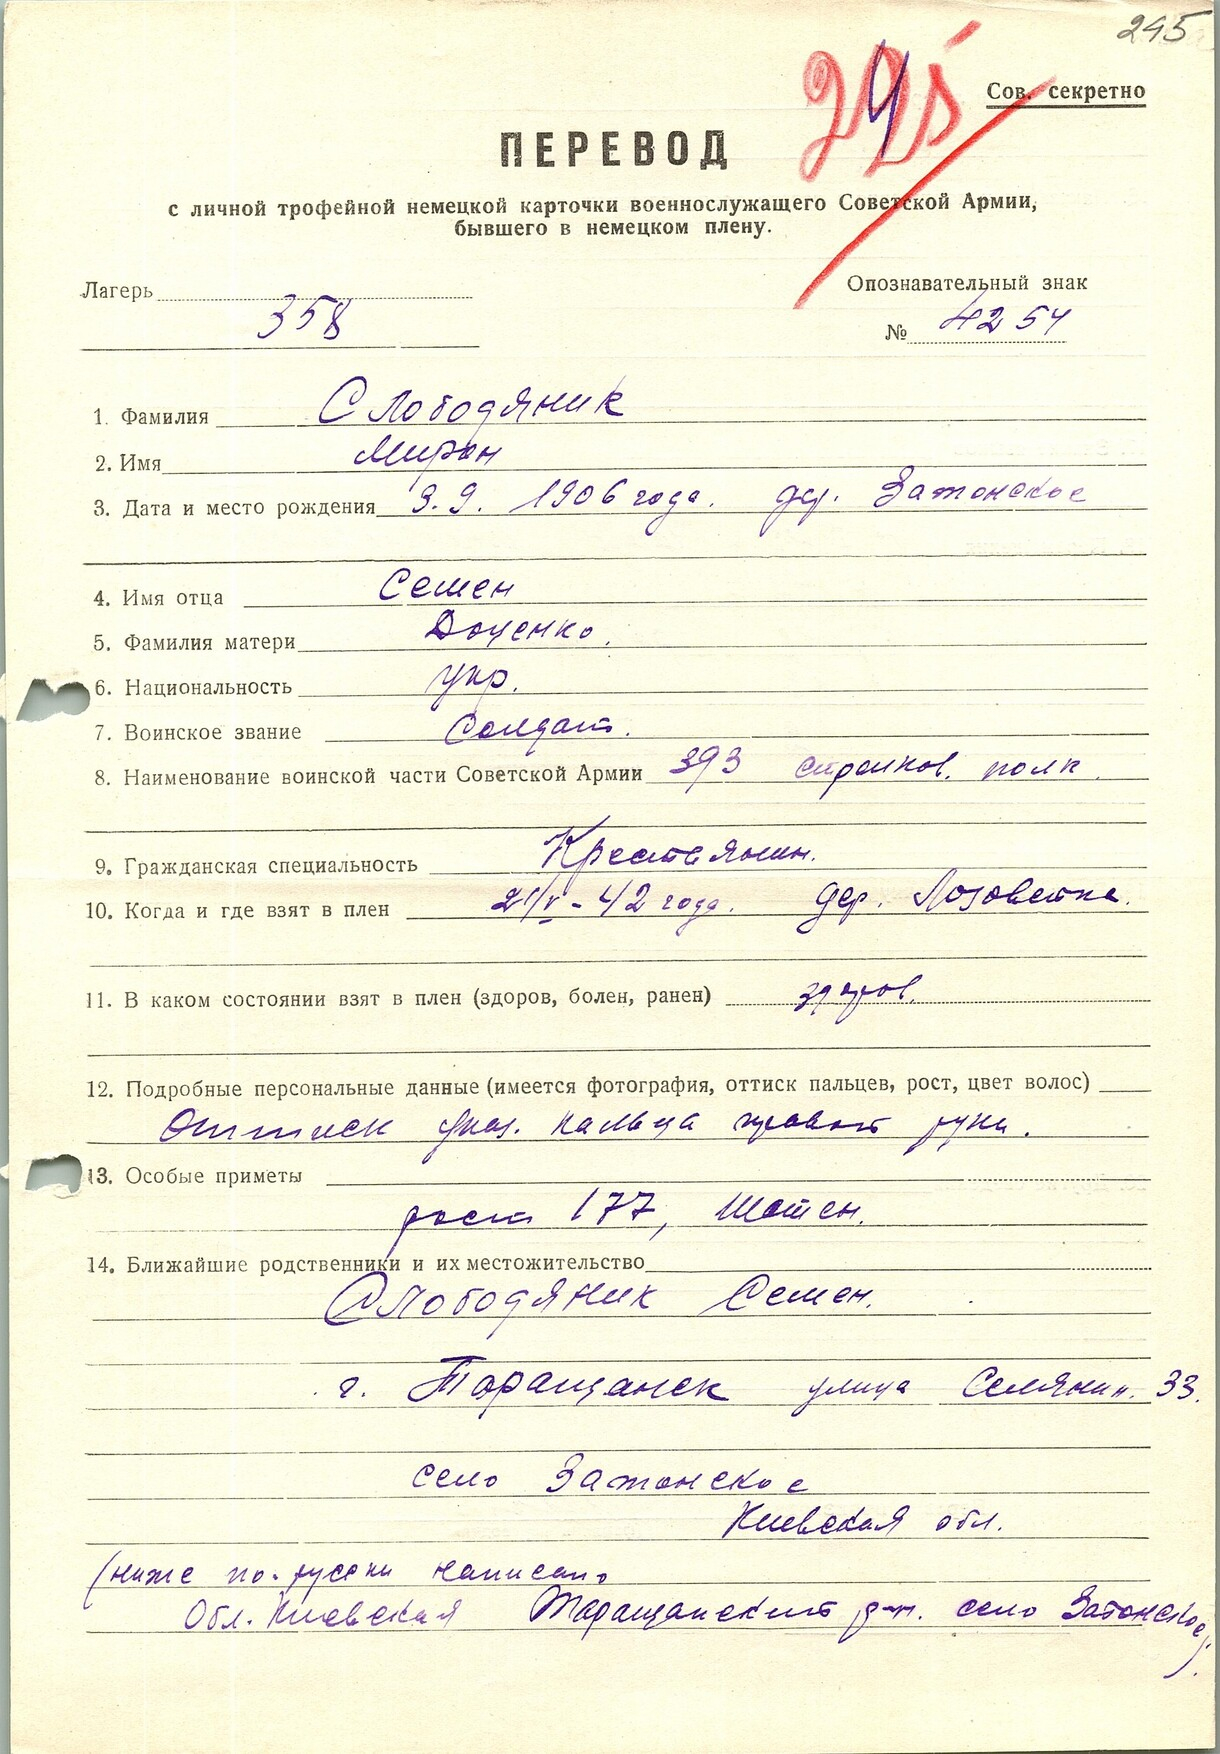 245
295
Сов. секретно
ПЕРЕВОД
с личной трофейной немецкой карточки военнослужащего Советской Армии,
бывшего в немецком плену.
Лагерь
Опознавательный знак
358
№ 4254
1. Фамилия Слободяник
2. Имя Мирон
3. Дата и место рождения 9.9. 1906 года. дер. Затонское
4. Имя отца Семен
5. Фамилия матери Доценко.
6. Национальность укр.
7. Воинское звание Солдат.
8. Наименование воинской части Советской Армии 393 стрелков. полк.
9. Гражданская специальность Крестьянин.
10. Когда и где взят в плен 21/V-42 года. дер.
11. В каком состоянии взят в плен (здоров, болен, ранен) здоров.
12. Подробные персональные данные (имеется фотография, оттиск пальцев, рост, цвет волос)
Оттиск указ. пальца правой руки.
13. Особые приметы
рост 177, Шатен.
14. Ближайшие родственники и их местожительство
Слободяник Семен.
г. Таращанск улица Селянин. 33.
село Затонское
Киевская обл.
(ниже по-русски написано
Обл. Киевская Таращанский р-н. село Затонское).